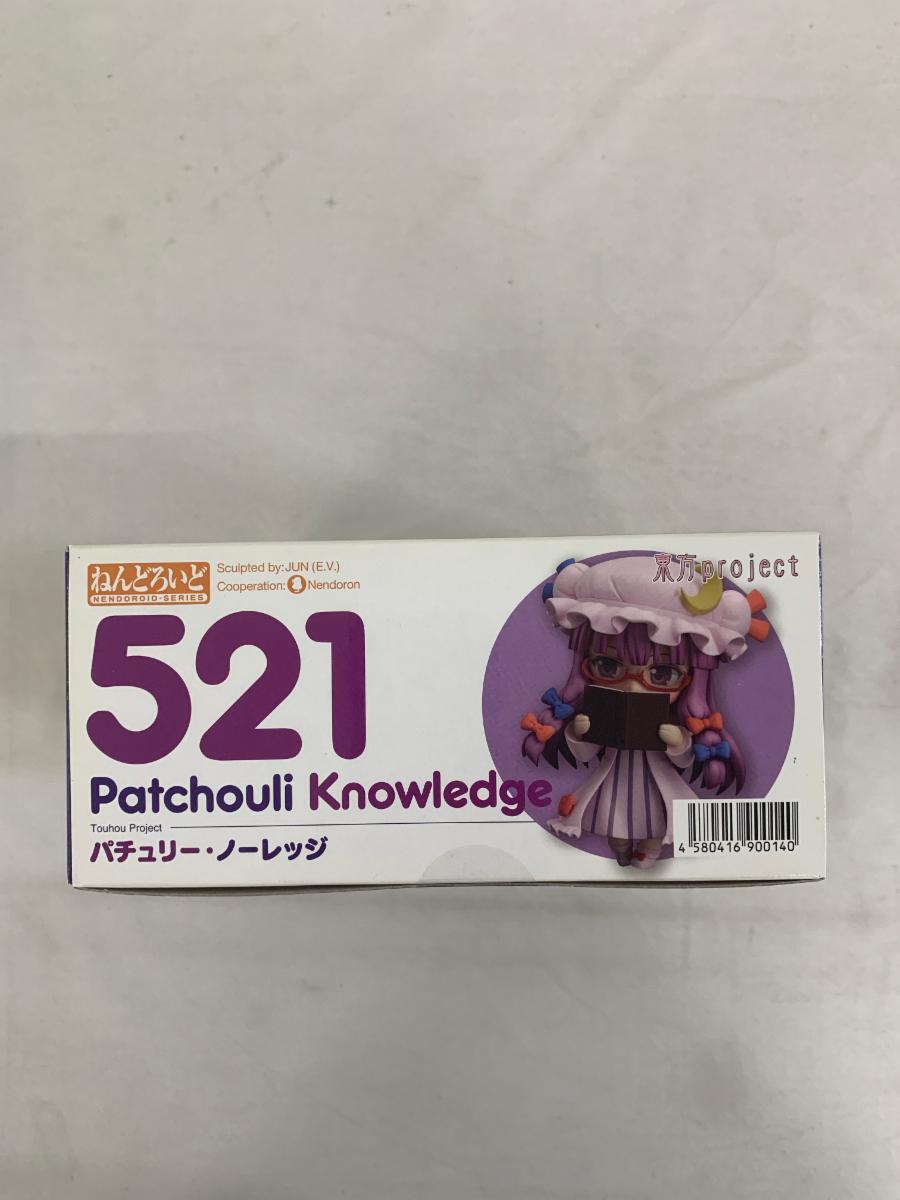 ねんどろいど
NENDOROID-SERIES
Sculpted by:JUN (E.V.)
Cooperation: Nendoron
東方project
521
Patchouli Knowledge
Touhou Project
パチュリー・ノーレッジ
4 580416 900140